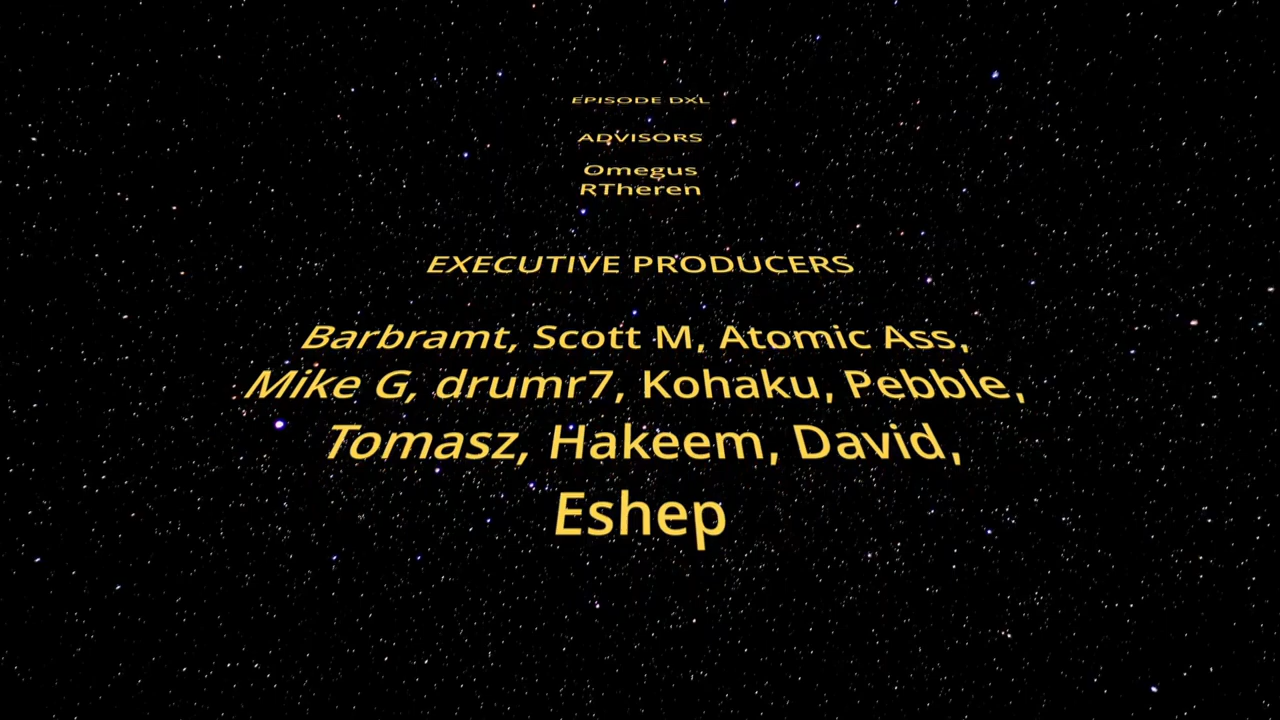 EPISODE DXL
ADVISORS
Omegus
RTheren
EXECUTIVE PRODUCERS
Barbramt, Scott M, Atomic Ass,
Mike G, drumr7, Kohaku, Pebble,
Tomasz, Hakeem, David,
Eshep